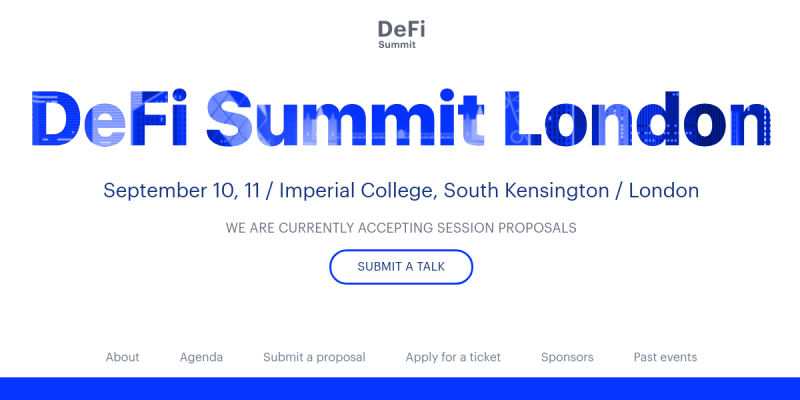 DeFi
Summit
DeFi Summit London
September 10, 11 / Imperial College, South Kensington / London
WE ARE CURRENTLY ACCEPTING SESSION PROPOSALS
SUBMIT A TALK
About Agenda Submit a proposal Apply for a ticket Sponsors Past events